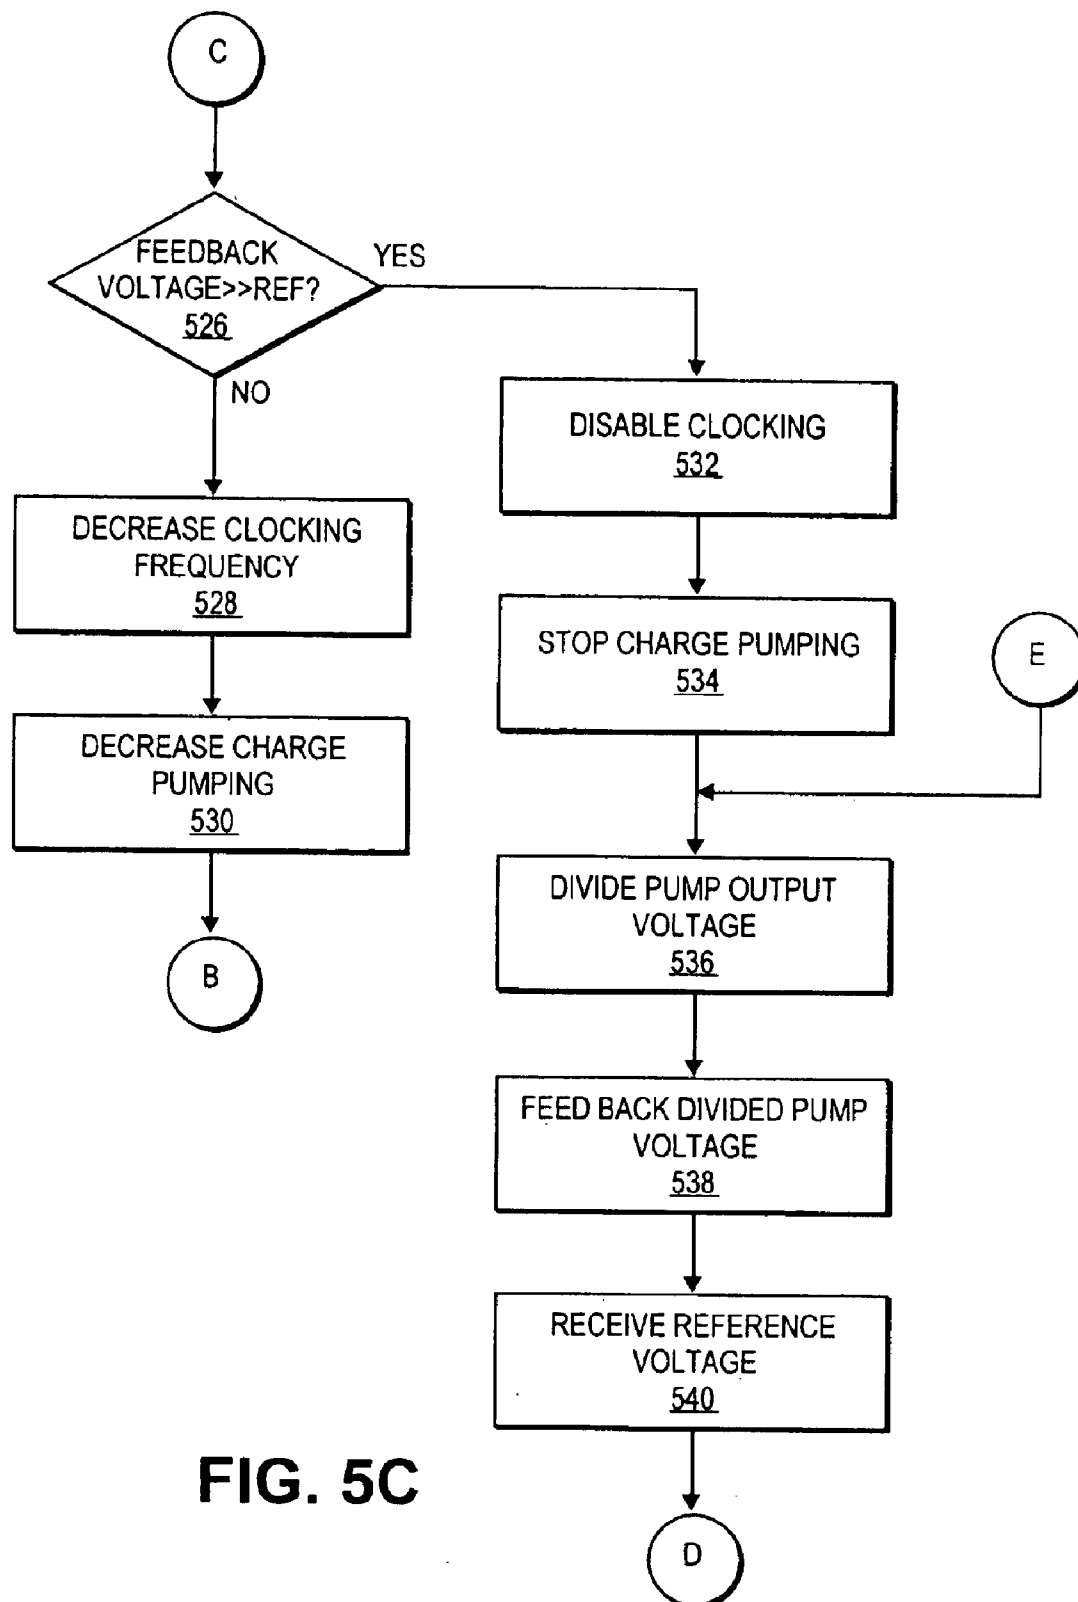 C
FEEDBACK
VOLTAGE>>REF?
526
YES
NO
DECREASE CLOCKING
FREQUENCY
528
DECREASE CHARGE
PUMPING
530
B
DISABLE CLOCKING
532
STOP CHARGE PUMPING
534
E
DIVIDE PUMP OUTPUT
VOLTAGE
536
FEED BACK DIVIDED PUMP
VOLTAGE
538
RECEIVE REFERENCE
VOLTAGE
540
D
FIG. 5C